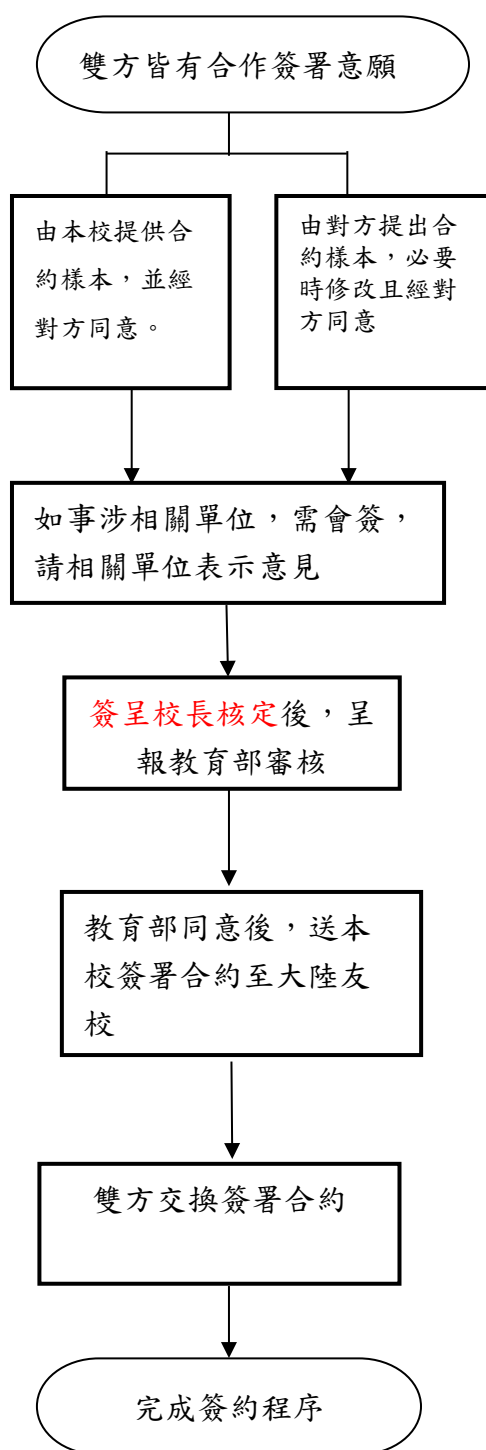 雙方皆有合作簽署意願
由本校提供合
約樣本，並經
對方同意。
由對方提出合
約樣本，必要
時修改且經對
方同意
如事涉相關單位，需會簽，
請相關單位表示意見
簽呈校長核定後，呈
報教育部審核
教育部同意後，送本
校簽署合約至大陸友
校
雙方交換簽署合約
完成簽約程序